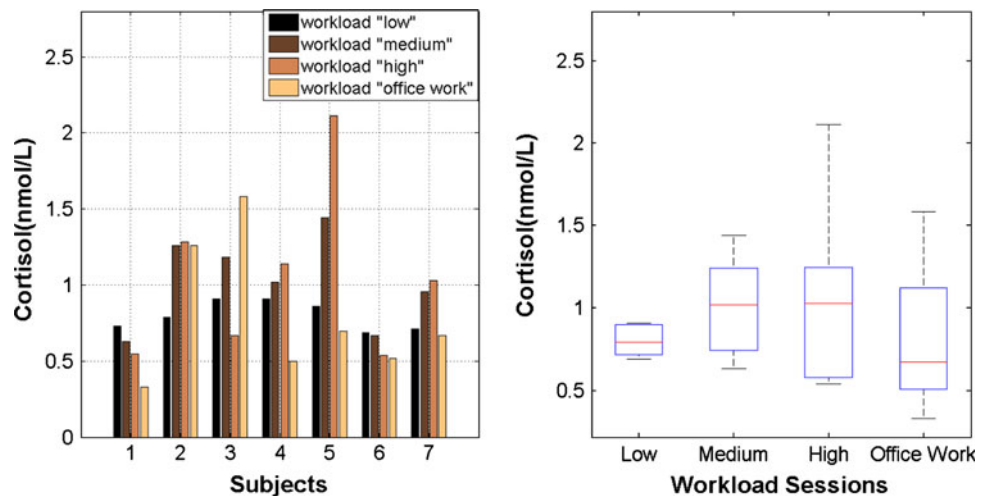 workload "low"
workload "medium"
workload "high"
workload "office work"
Cortisol(nmol/L)
2.5
2
1.5
1
0.5
0
1 2 3 4 5 6 7
Subjects
Cortisol(nmol/L)
2.5
2
1.5
1
0.5
Low Medium High Office Work
Workload Sessions